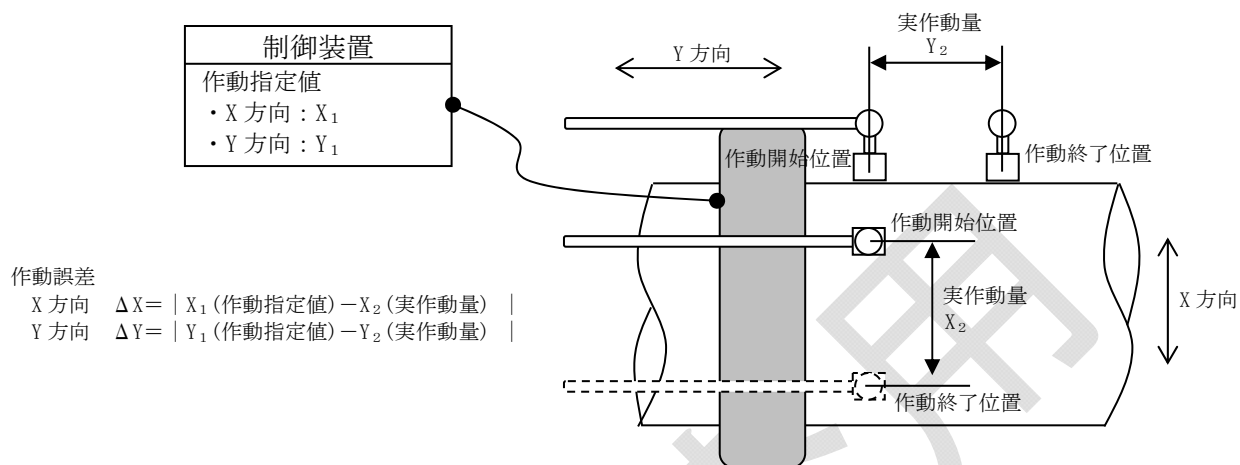 制御装置
作動指定値
・X 方向：X₁
・Y 方向：Y₁
Y 方向
実作動量
Y₂
作動開始位置
作動終了位置
作動開始位置
実作動量
X₂
X 方向
作動終了位置
作動誤差
X 方向　ΔX＝｜X₁(作動指定値)－X₂(実作動量)　｜
Y 方向　ΔY＝｜Y₁(作動指定値)－Y₂(実作動量)　｜
用